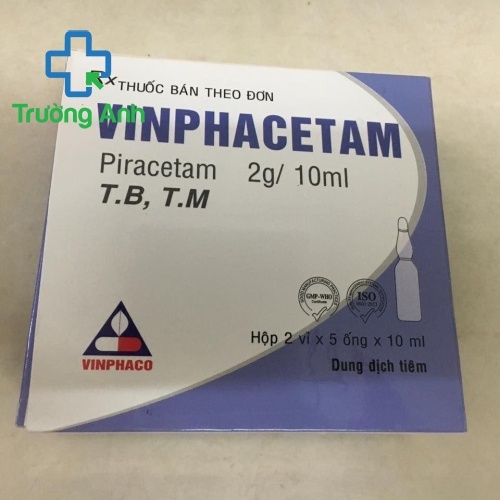 Rx THUỐC BÁN THEO ĐƠN
Trường Anh
VINPHACETAM
Piracetam 2g/ 10ml
T.B, T.M
GMP-WHO
ISO
Hộp 2 vỉ x 5 ống x 10 ml
Dung dịch tiêm
VINPHACO